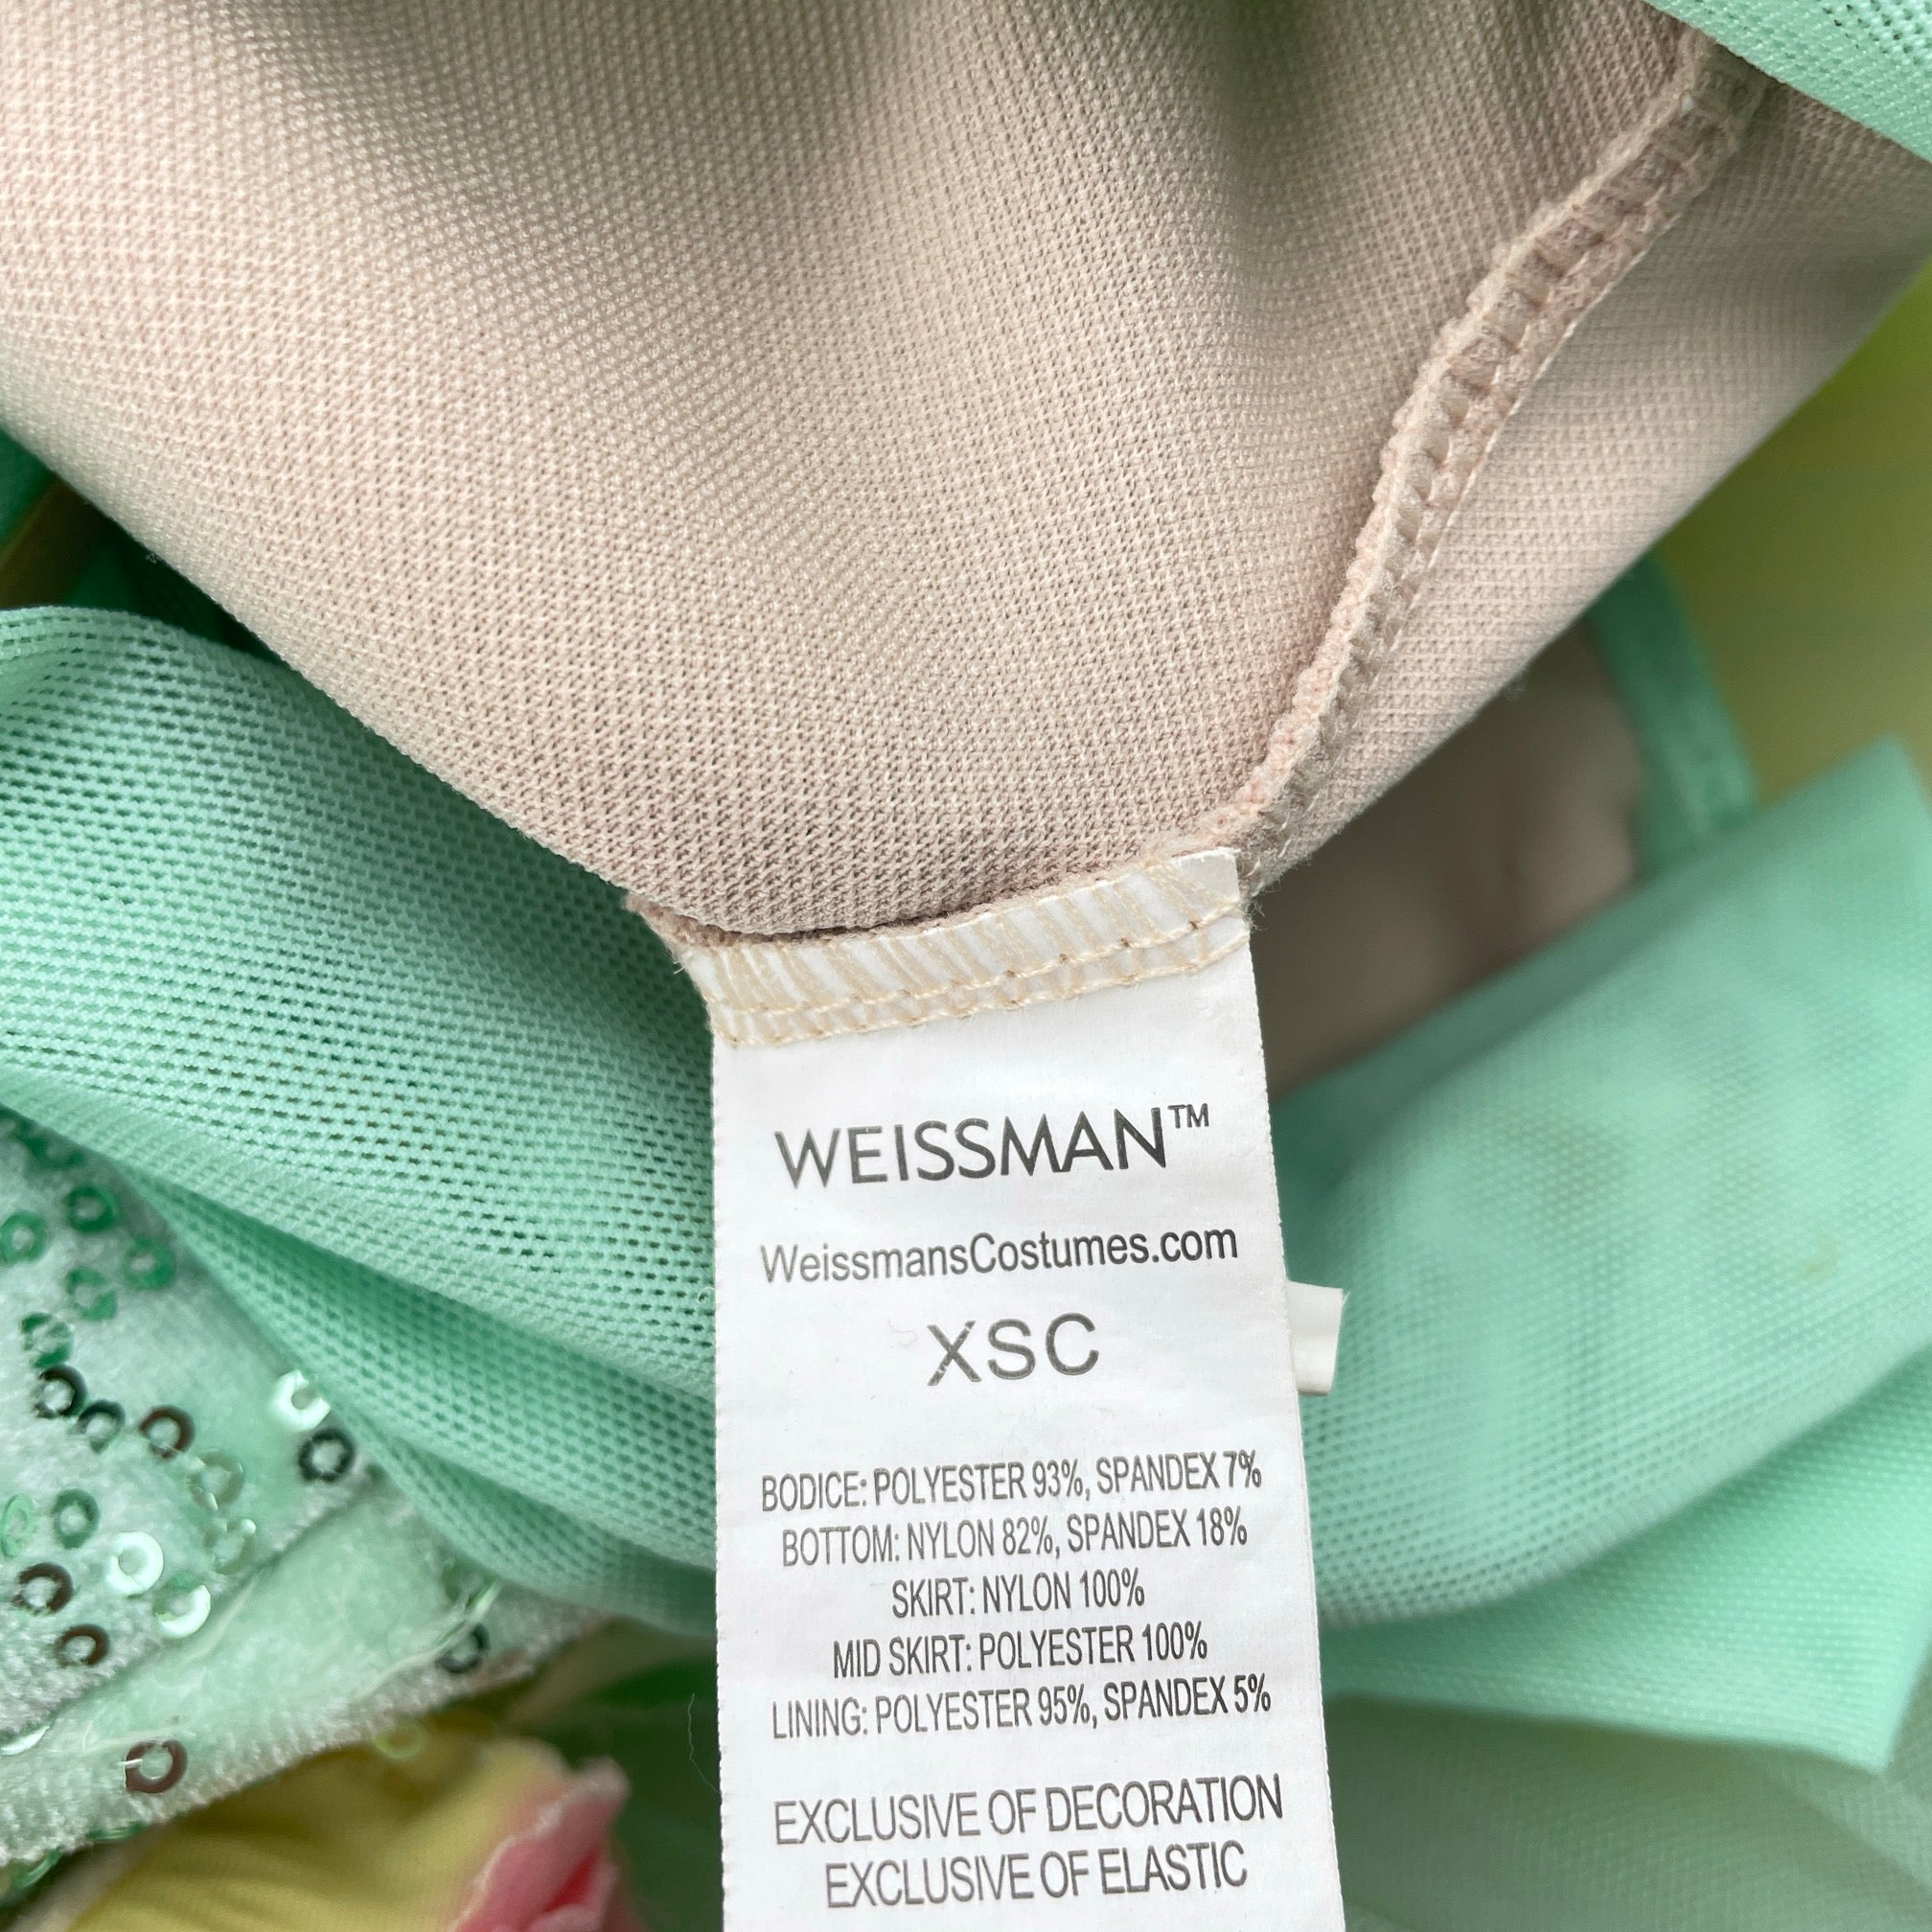 WEISSMAN™
WeissmansCostumes.com
XSC
BODICE: POLYESTER 93%, SPANDEX 7%
BOTTOM: NYLON 82%, SPANDEX 18%
SKIRT: NYLON 100%
MID SKIRT: POLYESTER 100%
LINING: POLYESTER 95%, SPANDEX 5%
EXCLUSIVE OF DECORATION
EXCLUSIVE OF ELASTIC